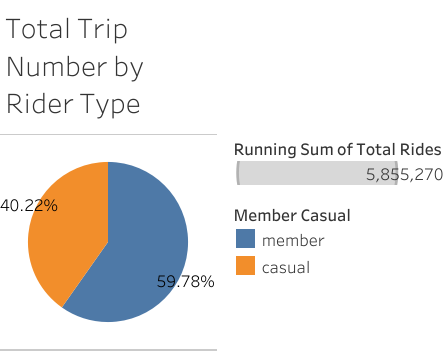 Total Trip
Number by
Rider Type
Running Sum of Total Rides
5,855,270
40.22%
59.78%
Member Casual
member
casual